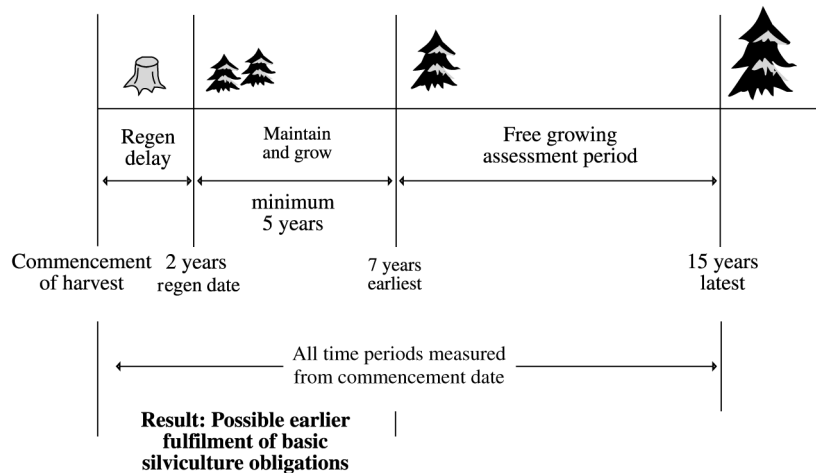 Regen
delay
Maintain
and grow
Free growing
assessment period
minimum
5 years
Commencement
of harvest
2 years
regen date
7 years
earliest
15 years
latest
All time periods measured
from commencement date
Result: Possible earlier
fulfilment of basic
silviculture obligations